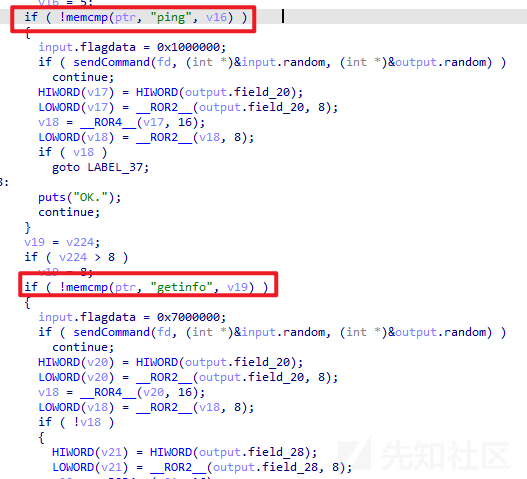 v16 = 5;
if ( !memcmp(ptr, "ping", v16) )
{
input.flagdata = 0x1000000;
if ( sendCommand(fd, (int *)&input.random, (int *)&output.random) )
continue;
HIWORD(v17) = HIWORD(output.field_20);
LOWORD(v17) = __ROR2__(output.field_20, 8);
v18 = __ROR4__(v17, 16);
LOWORD(v18) = __ROR2__(v18, 8);
if ( v18 )
goto LABEL_37;
8:
puts("OK.");
continue;
}
v19 = v224;
if ( v224 > 8 )
v19 = 8;
if ( !memcmp(ptr, "getinfo", v19) )
{
input.flagdata = 0x7000000;
if ( sendCommand(fd, (int *)&input.random, (int *)&output.random) )
continue;
HIWORD(v20) = HIWORD(output.field_20);
LOWORD(v20) = __ROR2__(output.field_20, 8);
v18 = __ROR4__(v20, 16);
LOWORD(v18) = __ROR2__(v18, 8);
if ( !v18 )
{
HIWORD(v21) = HIWORD(output.field_28);
LOWORD(v21) = __ROR2__(output.field_28, 8);
先知社区